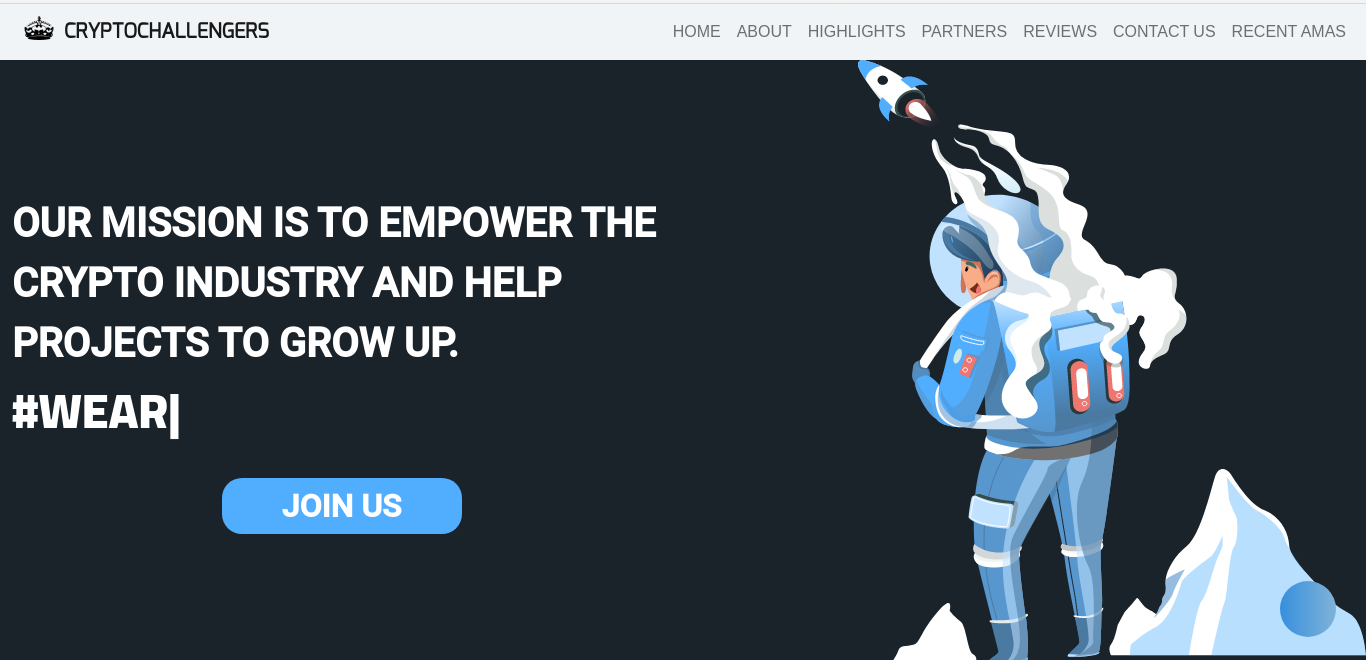 CRYPTOCHALLENGERS
HOME ABOUT HIGHLIGHTS PARTNERS REVIEWS CONTACT US RECENT AMAS
OUR MISSION IS TO EMPOWER THE
CRYPTO INDUSTRY AND HELP
PROJECTS TO GROW UP.
#WEAR|
JOIN US